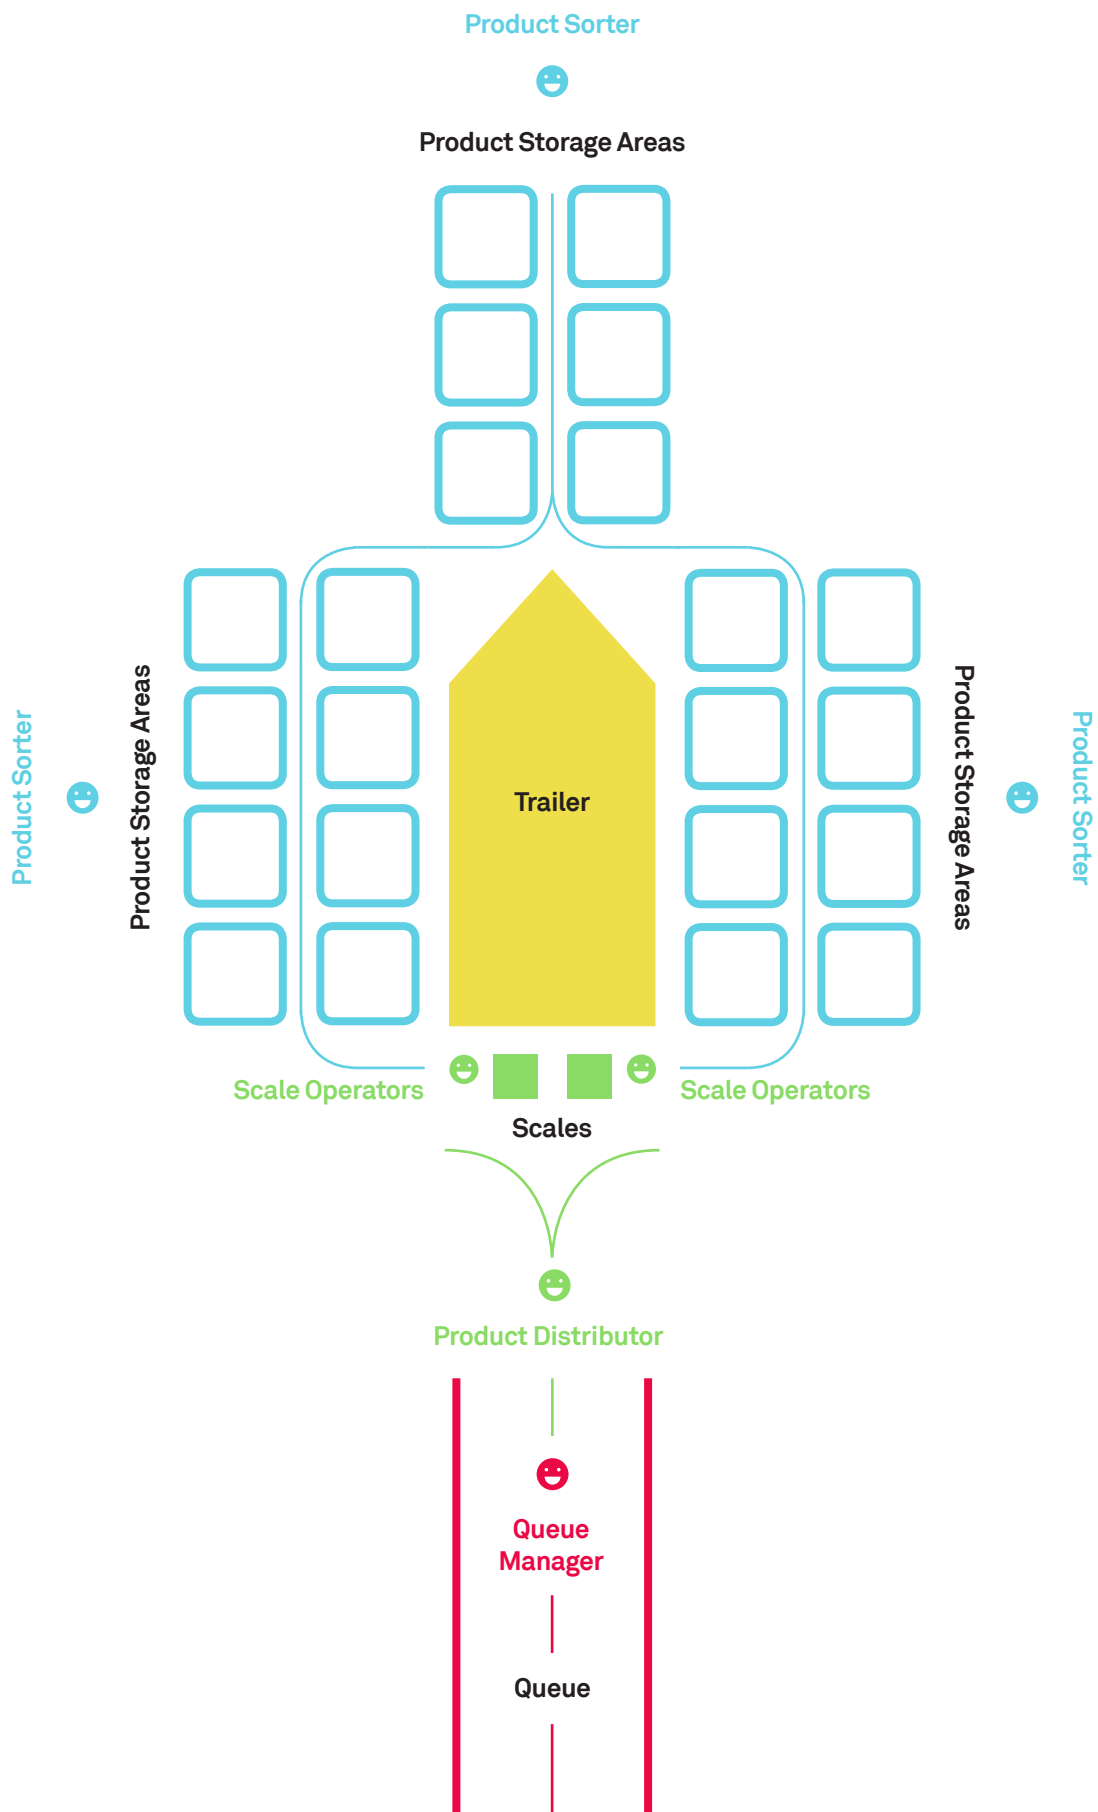 Product Sorter
Product Storage Areas
Product Sorter
Product Storage Areas
Trailer
Product Storage Areas
Product Sorter
Scale Operators
Scale Operators
Scales
Product Distributor
Queue
Manager
Queue